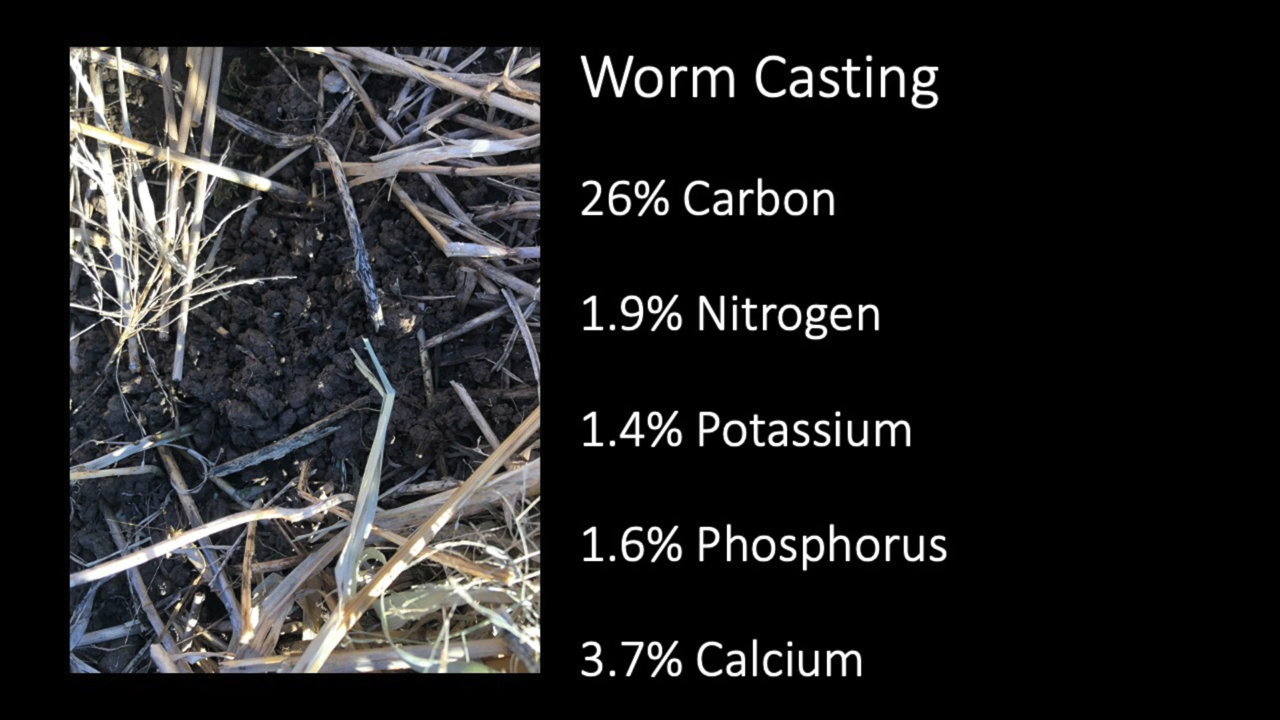 Worm Casting
26% Carbon
1.9% Nitrogen
1.4% Potassium
1.6% Phosphorus
3.7% Calcium